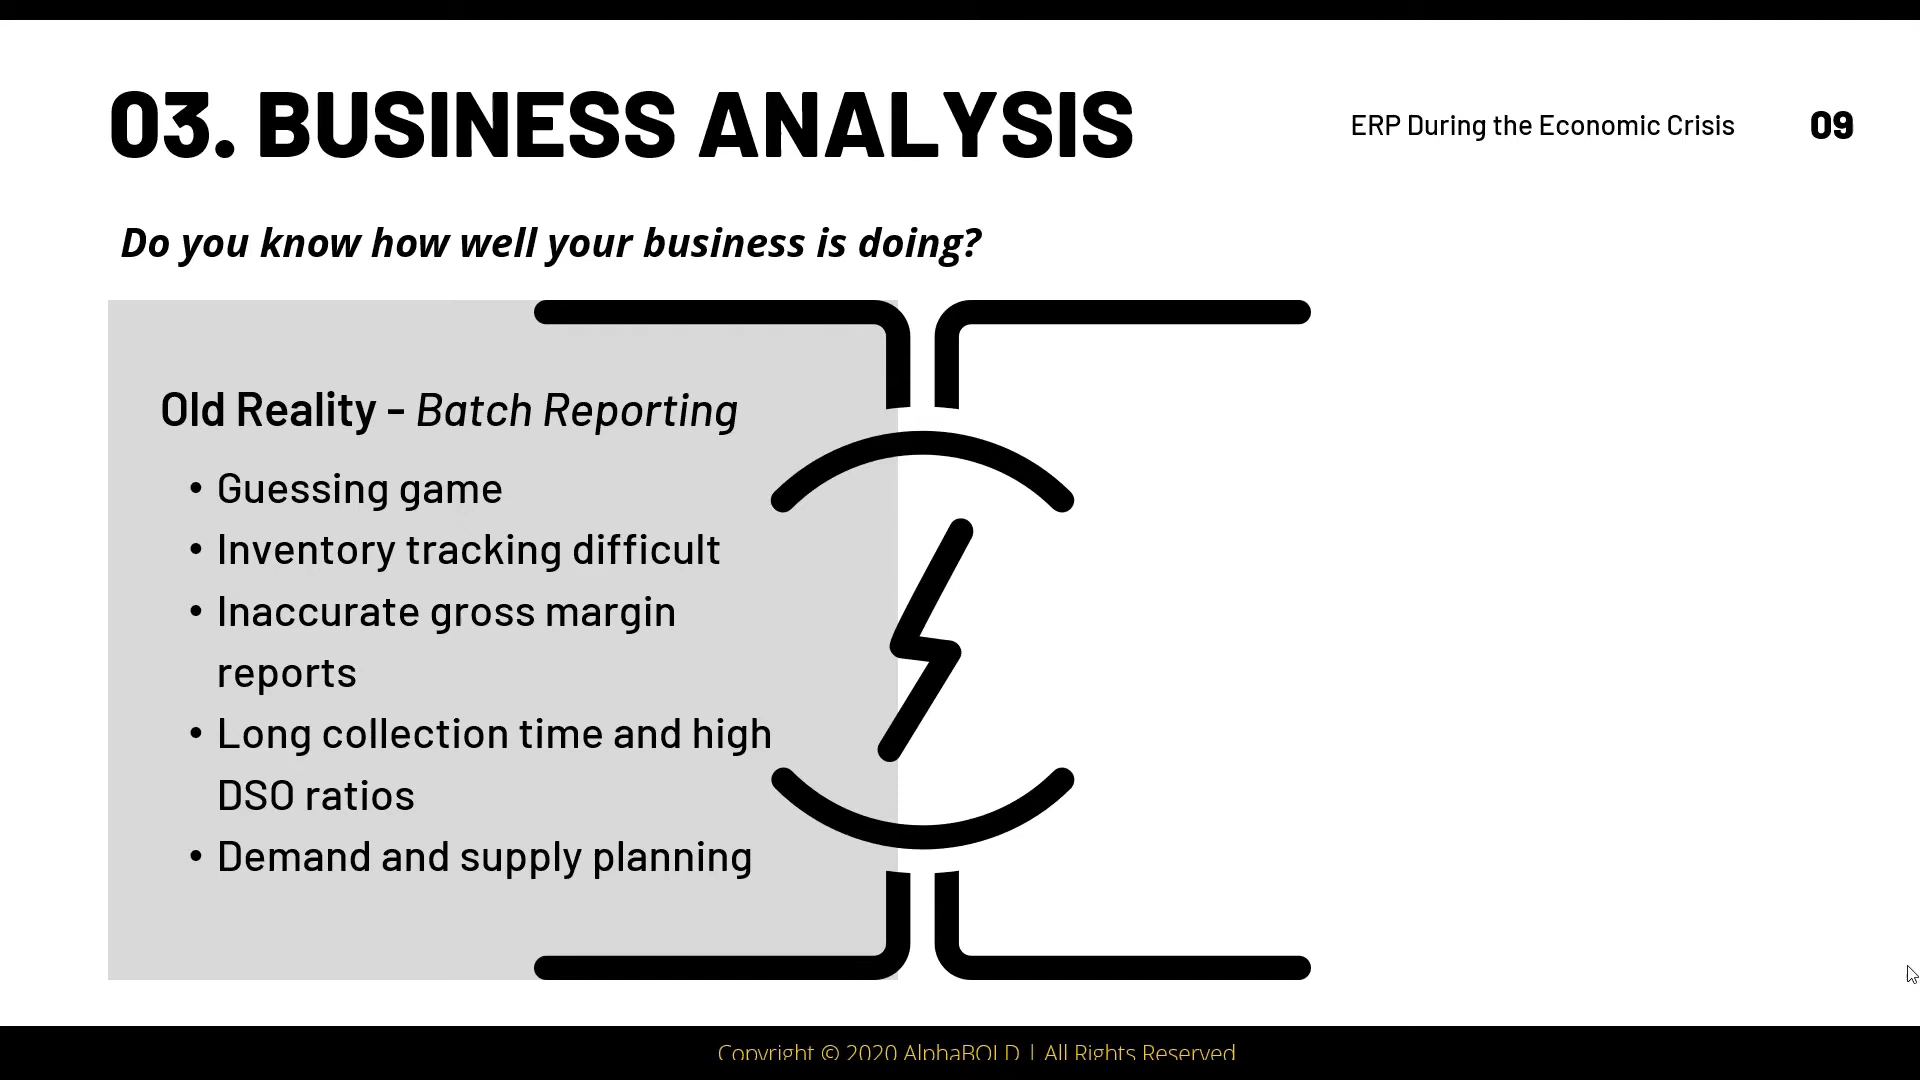 03. BUSINESS ANALYSIS
ERP During the Economic Crisis
09
Do you know how well your business is doing?
Old Reality - Batch Reporting
• Guessing game
• Inventory tracking difficult
• Inaccurate gross margin
reports
• Long collection time and high
DSO ratios
• Demand and supply planning
Copyright © 2020 AlphaBOLD | All Rights Reserved